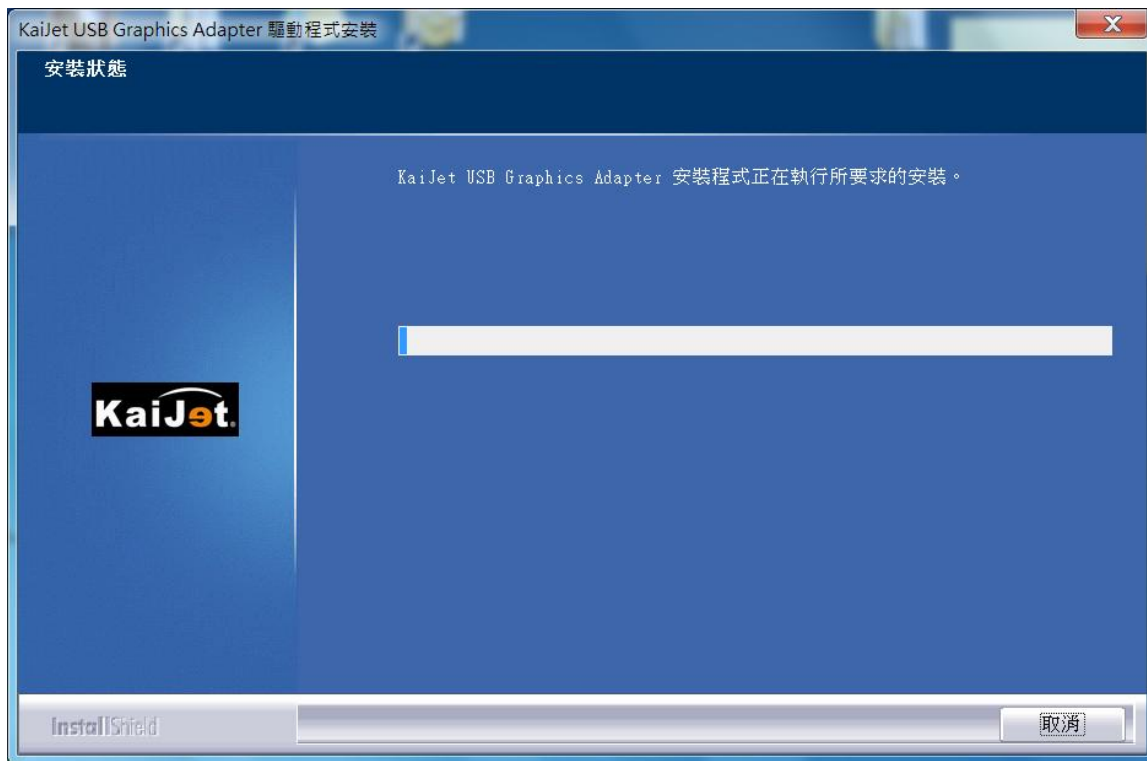 KaiJet USB Graphics Adapter 驅動程式安裝
安裝狀態
KaiJet USB Graphics Adapter 安裝程式正在執行所要求的安裝。
KaiJet.
InstallShield
取消